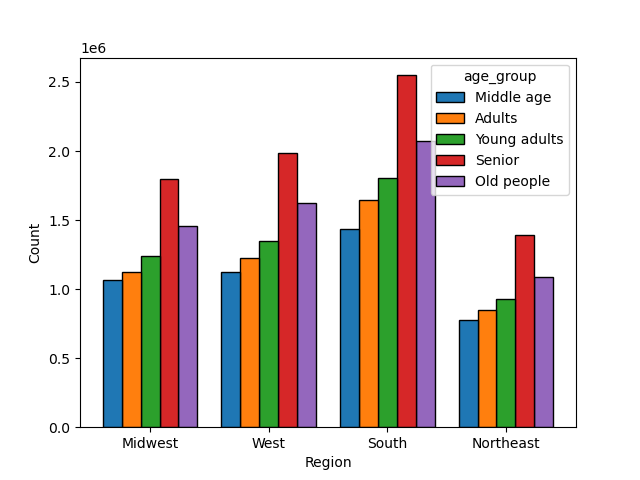 1e6
age_group
Middle age
Adults
Young adults
Senior
Old people
2.5
2.0
1.5
1.0
0.5
0.0
Count
Midwest West South Northeast
Region